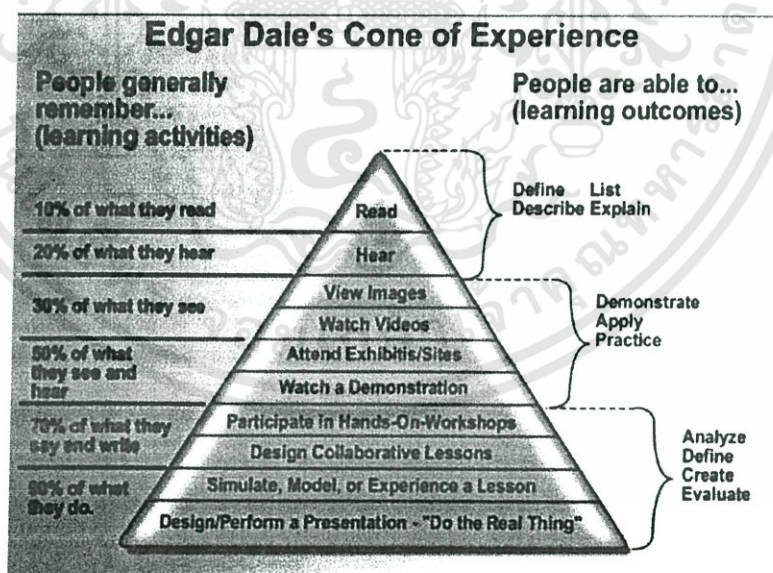 Edgar Dale's Cone of Experience
People generally
remember...
(learning activities)
People are able to...
(learning outcomes)
10% of what they read
20% of what they hear
30% of what they see
50% of what
they see and
hear
70% of what they
say and write
90% of what
they do.
Read
Hear
View Images
Watch Videos
Attend Exhibitis/Sites
Watch a Demonstration
Participate in Hands-On-Workshops
Design Collaborative Lessons
Simulate, Model, or Experience a Lesson
Design/Perform a Presentation - "Do the Real Thing"
Define List
Describe Explain
Demonstrate
Apply
Practice
Analyze
Define
Create
Evaluate